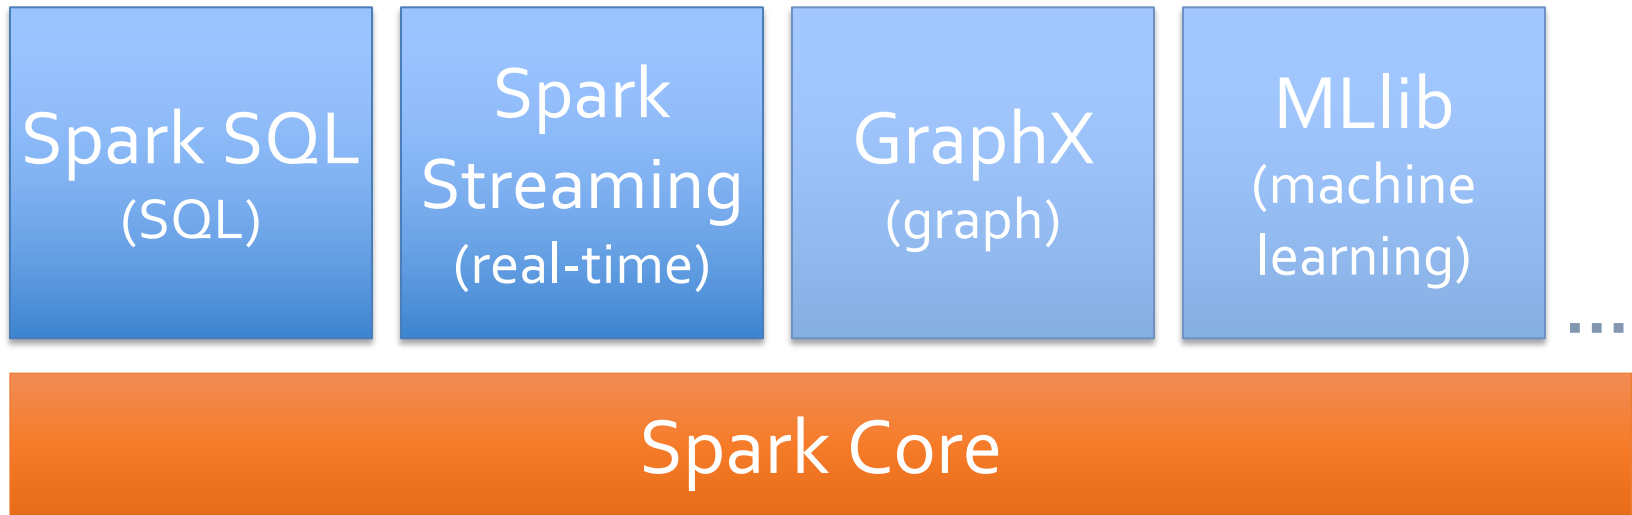 Spark SQL
(SQL)
Spark
Streaming
(real-time)
GraphX
(graph)
MLlib
(machine
learning)
...
Spark Core